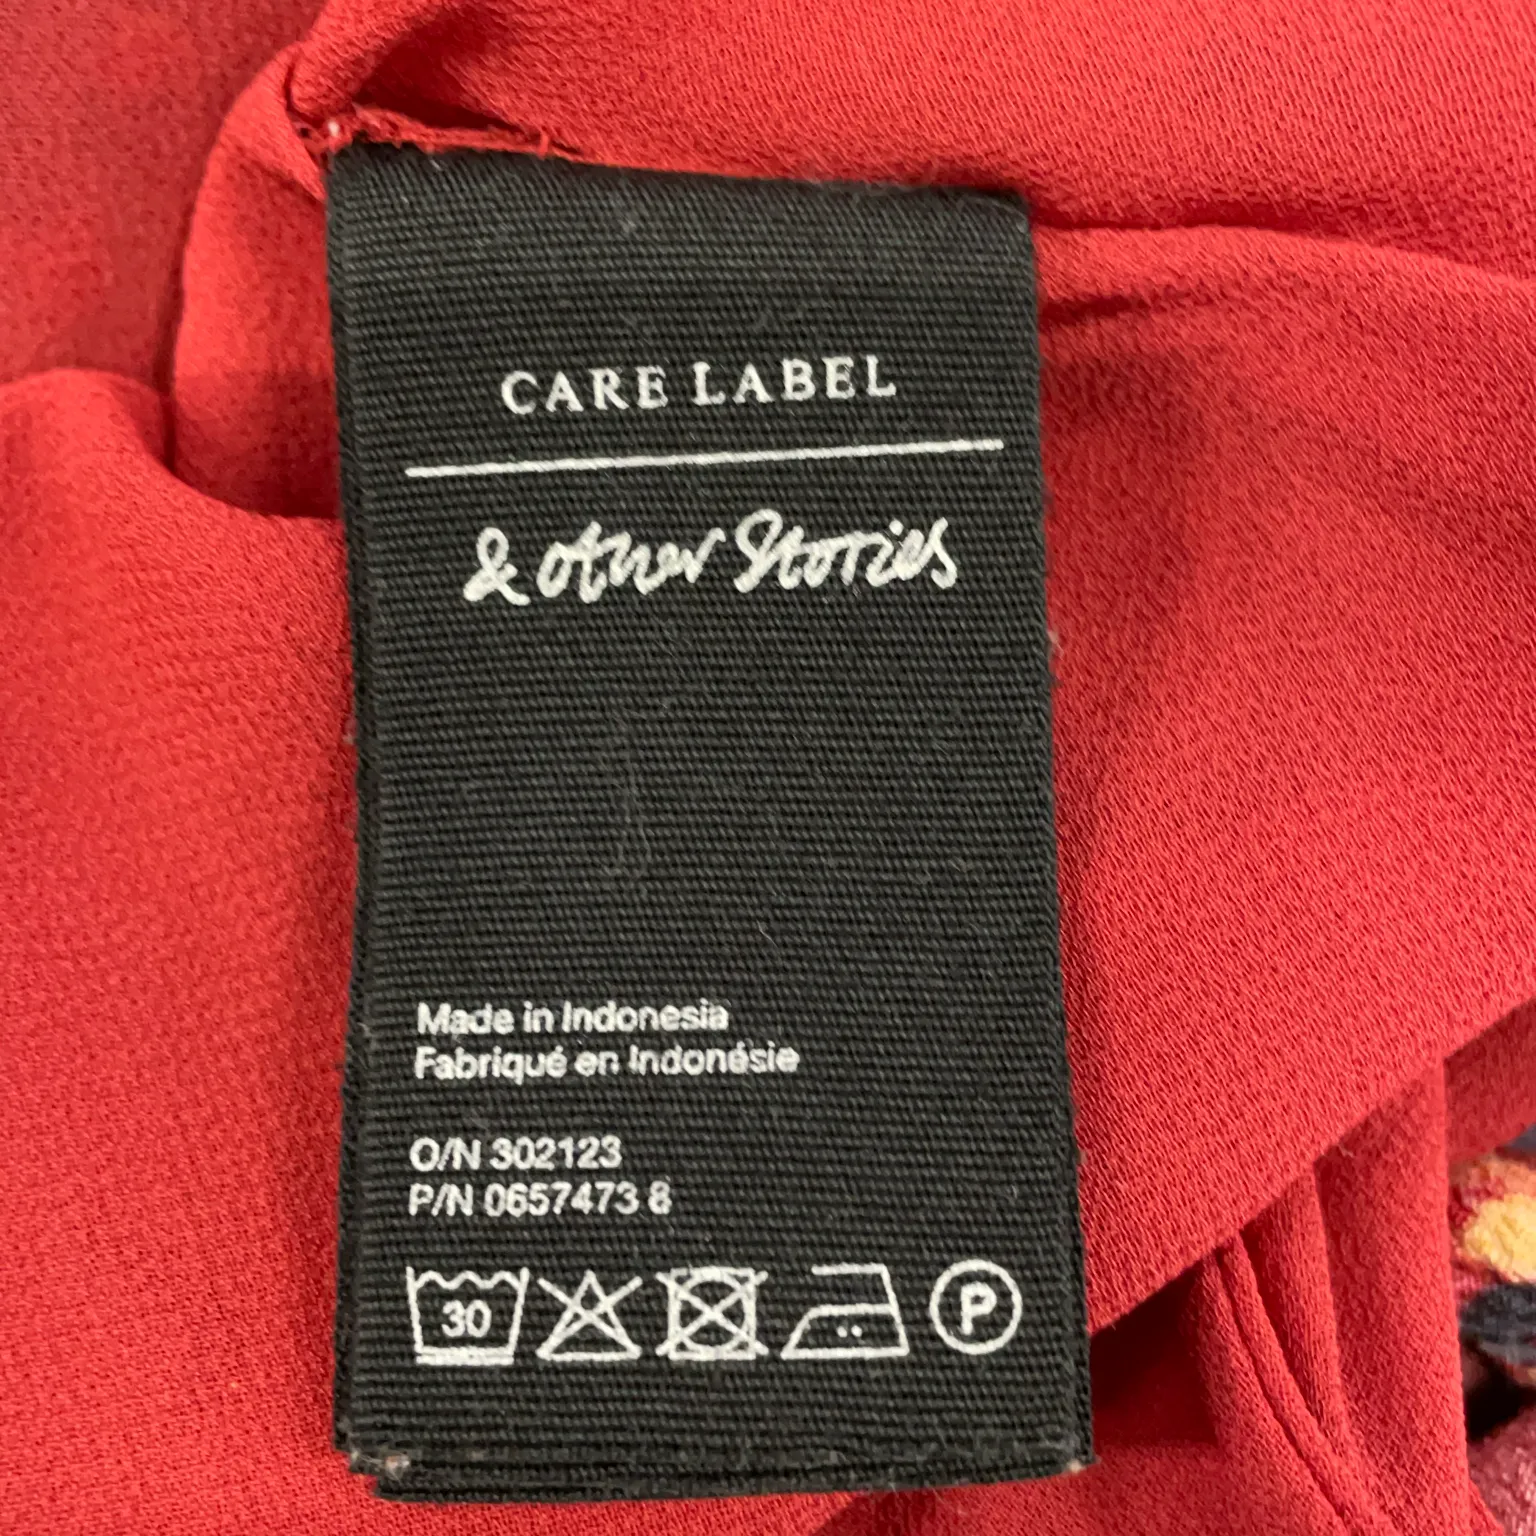 CARE LABEL
& other Stories
Made in Indonesia
Fabriqué en Indonésie
O/N 302123
P/N 0657473 8
30
P